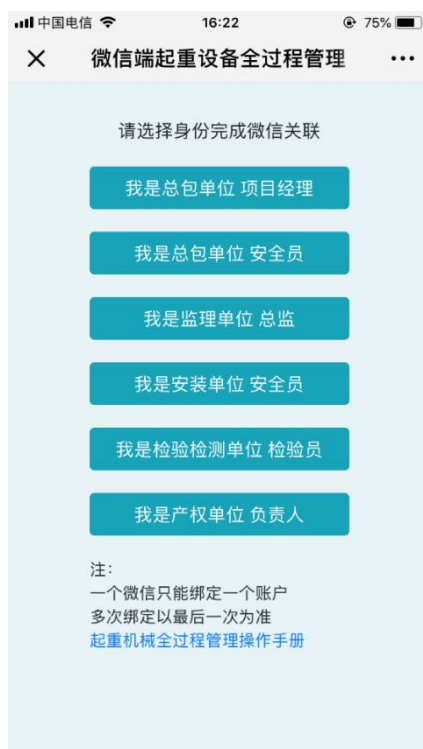 中国电信 16:22 75%
微信端起重设备全过程管理
请选择身份完成微信关联
我是总包单位 项目经理
我是总包单位 安全员
我是监理单位 总监
我是安装单位 安全员
我是检验检测单位 检验员
我是产权单位 负责人
注：
一个微信只能绑定一个账户
多次绑定以最后一次为准
起重机械全过程管理操作手册